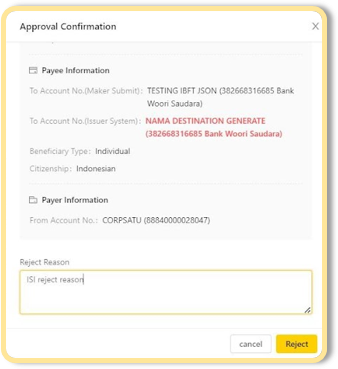 Approval Confirmation
Payee Information
To Account No.(Maker Submit): TESTING IBFT JSON (382668316685 Bank
Woori Saudara)
To Account No.(Issuer System): NAMA DESTINATION GENERATE
(382668316685 Bank Woori Saudara)
Beneficiary Type: Individual
Citizenship: Indonesian
Payer Information
From Account No.: CORPSATU (88840000028047)
Reject Reason
ISI reject reason
cancel
Reject